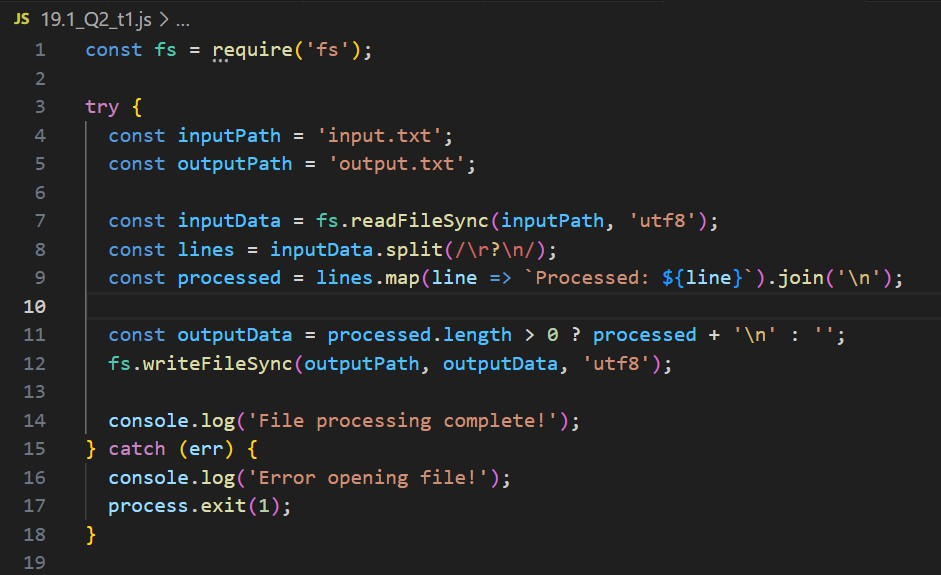 JS 19.1_Q2_t1.js > ...
1 const fs = require('fs');
2
3 try {
4   const inputPath = 'input.txt';
5   const outputPath = 'output.txt';
6
7   const inputData = fs.readFileSync(inputPath, 'utf8');
8   const lines = inputData.split(/\r?\n/);
9   const processed = lines.map(line => `Processed: ${line}`).join('\n');
10
11   const outputData = processed.length > 0 ? processed + '\n' : '';
12   fs.writeFileSync(outputPath, outputData, 'utf8');
13
14   console.log('File processing complete!');
15 } catch (err) {
16   console.log('Error opening file!');
17   process.exit(1);
18 }
19